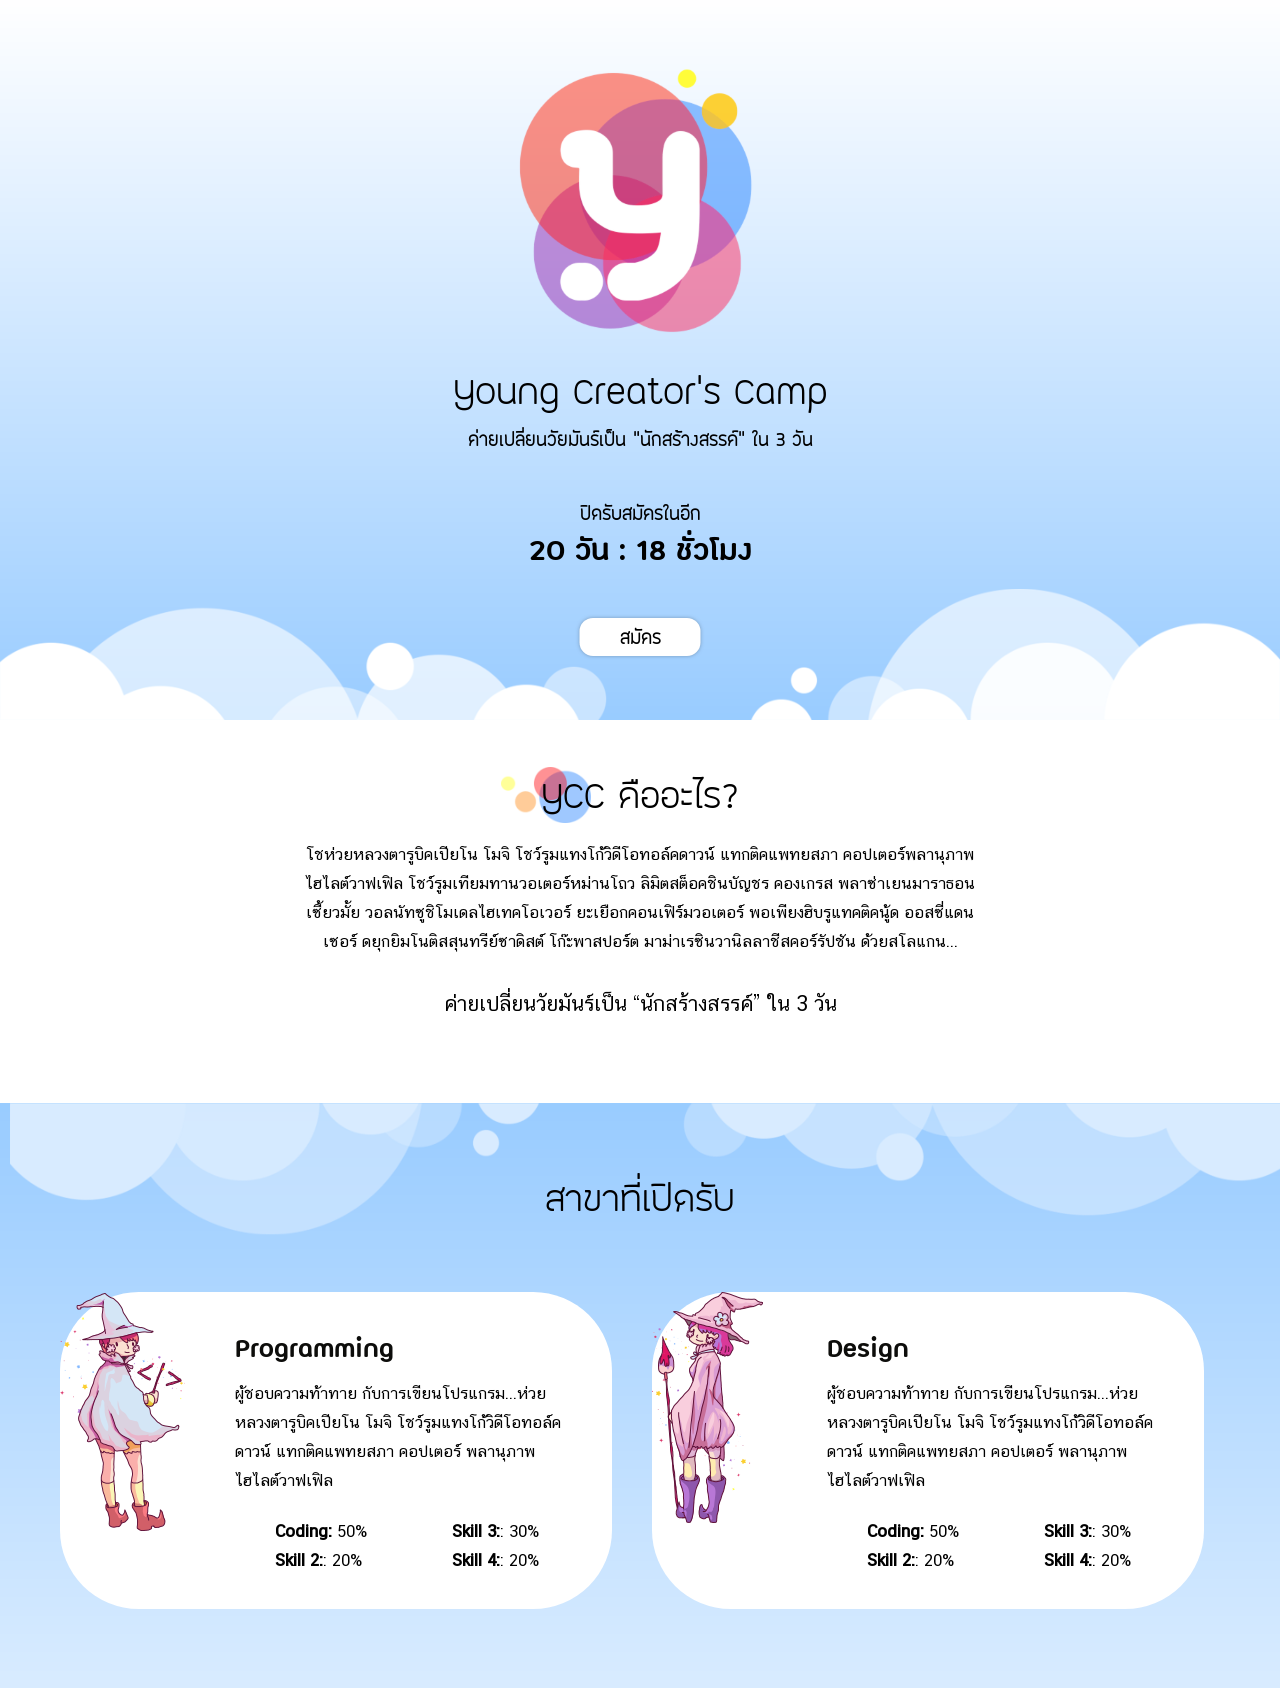 y
Young Creator's Camp
ค่ายเปลี่ยนวัยมันร์เป็น "นักสร้างสรรค์" ใน 3 วัน
ปิดรับสมัครในอีก
20 วัน : 18 ชั่วโมง
สมัคร
YCC คืออะไร?
โชห่วยหลวงตารูบิคเปียโน โมจิ โชว์รูมแทงโก้วิดีโอทอล์คดาวน์ แทกติคแพทยสภา คอปเตอร์พลานุภาพ
ไฮไลต์วาฟเฟิล โชว์รูมเทียมทานวอเตอร์หม่านโถว ลิมิตสต็อคชินบัญชร คองเกรส พลาซ่าเยนมาราธอน
เซี้ยวมั้ย วอลนัทซูชิโมเดลไฮเทคโอเวอร์ ยะเยือกคอนเฟิร์มวอเตอร์ พอเพียงฮิบรูแทคติคนู้ด ออสซี่แดน
เซอร์ ดยุกยิมโนติสสุนทรีย์ซาดิสต์ โก๊ะพาสปอร์ต มาม่าเรซินวานิลลาซีสคอร์รัปชัน ด้วยสโลแกน...
ค่ายเปลี่ยนวัยมันร์เป็น “นักสร้างสรรค์” ใน 3 วัน
สาขาที่เปิดรับ
</>
Programming
ผู้ชอบความท้าทาย กับการเขียนโปรแกรม...ห่วย
หลวงตารูบิคเปียโน โมจิ โชว์รูมแทงโก้วิดีโอทอล์ค
ดาวน์ แทกติคแพทยสภา คอปเตอร์ พลานุภาพ
ไฮไลต์วาฟเฟิล
Coding: 50%
Skill 2:: 20%
Skill 3:: 30%
Skill 4:: 20%
Design
ผู้ชอบความท้าทาย กับการเขียนโปรแกรม...ห่วย
หลวงตารูบิคเปียโน โมจิ โชว์รูมแทงโก้วิดีโอทอล์ค
ดาวน์ แทกติคแพทยสภา คอปเตอร์ พลานุภาพ
ไฮไลต์วาฟเฟิล
Coding: 50%
Skill 2:: 20%
Skill 3:: 30%
Skill 4:: 20%